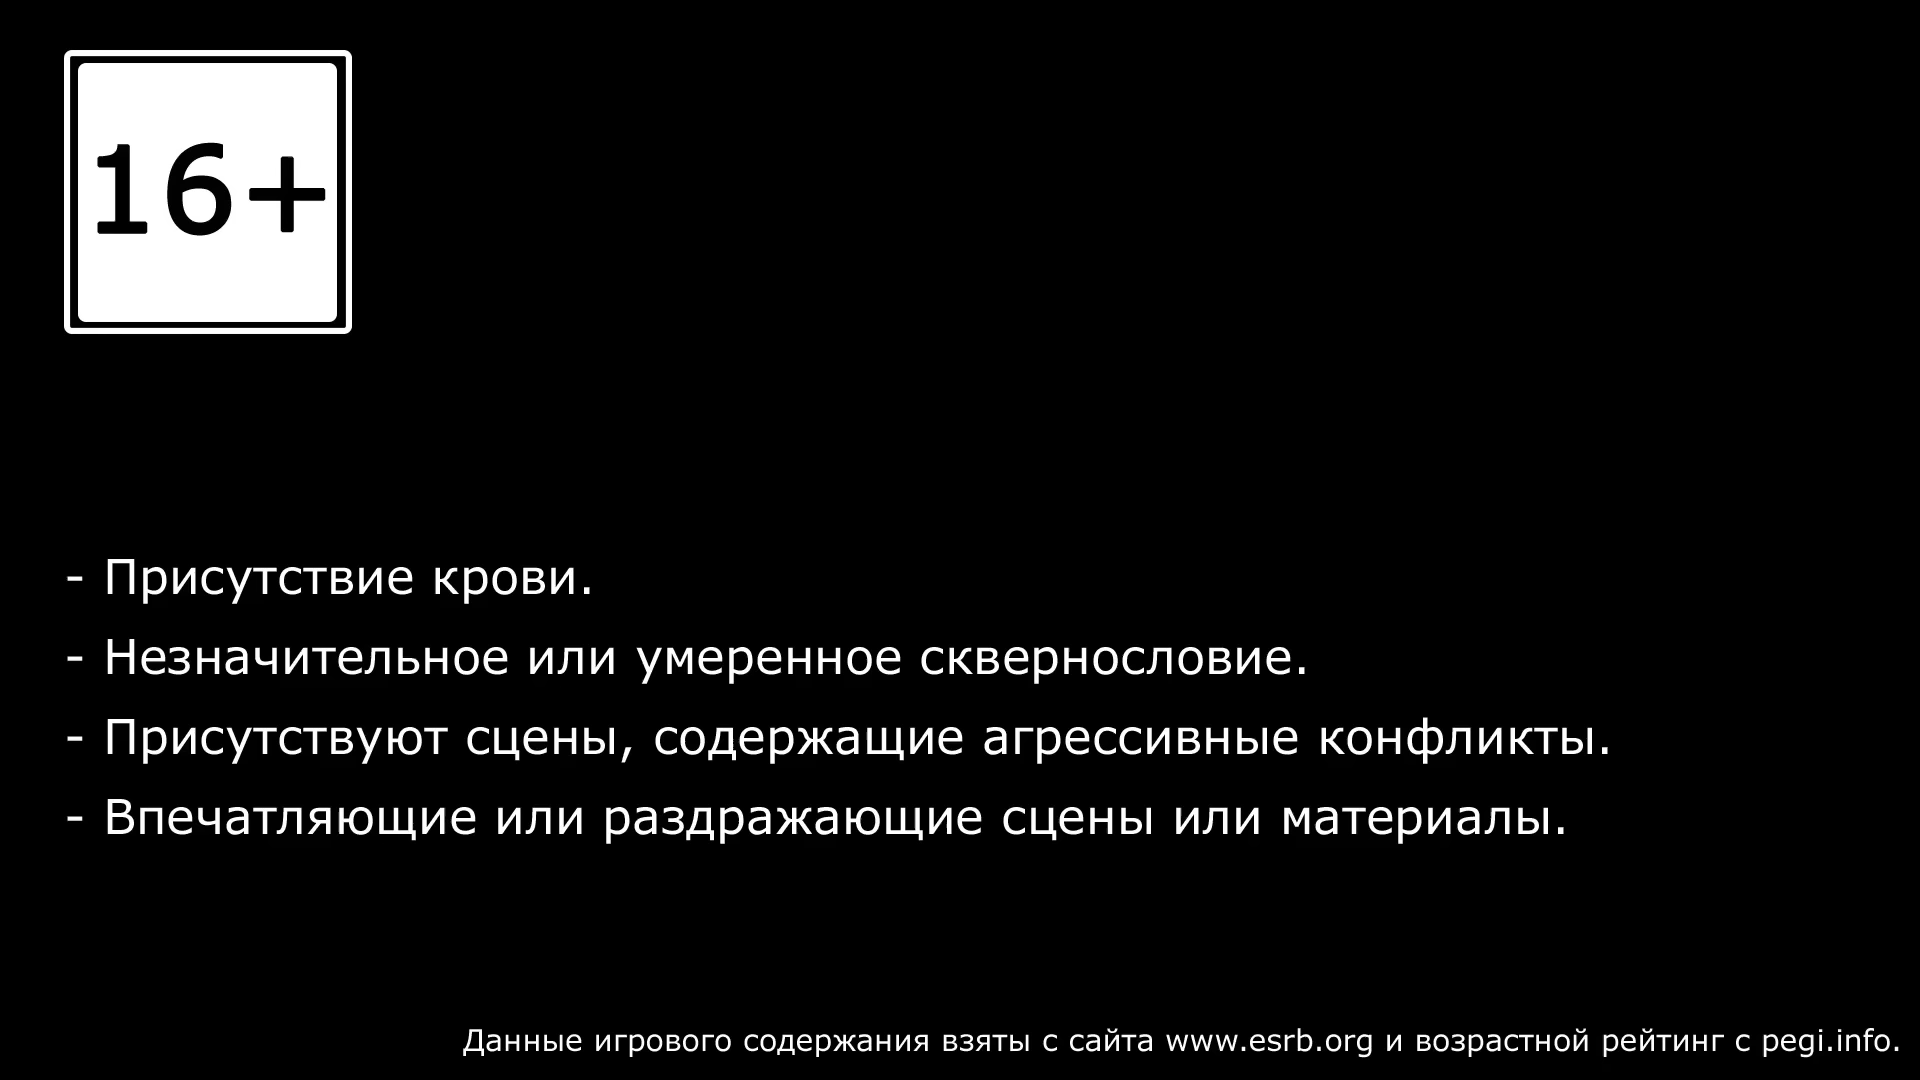 16+
- Присутствие крови.
- Незначительное или умеренное сквернословие.
- Присутствуют сцены, содержащие агрессивные конфликты.
- Впечатляющие или раздражающие сцены или материалы.
Данные игрового содержания взяты с сайта www.esrb.org и возрастной рейтинг с pegi.info.